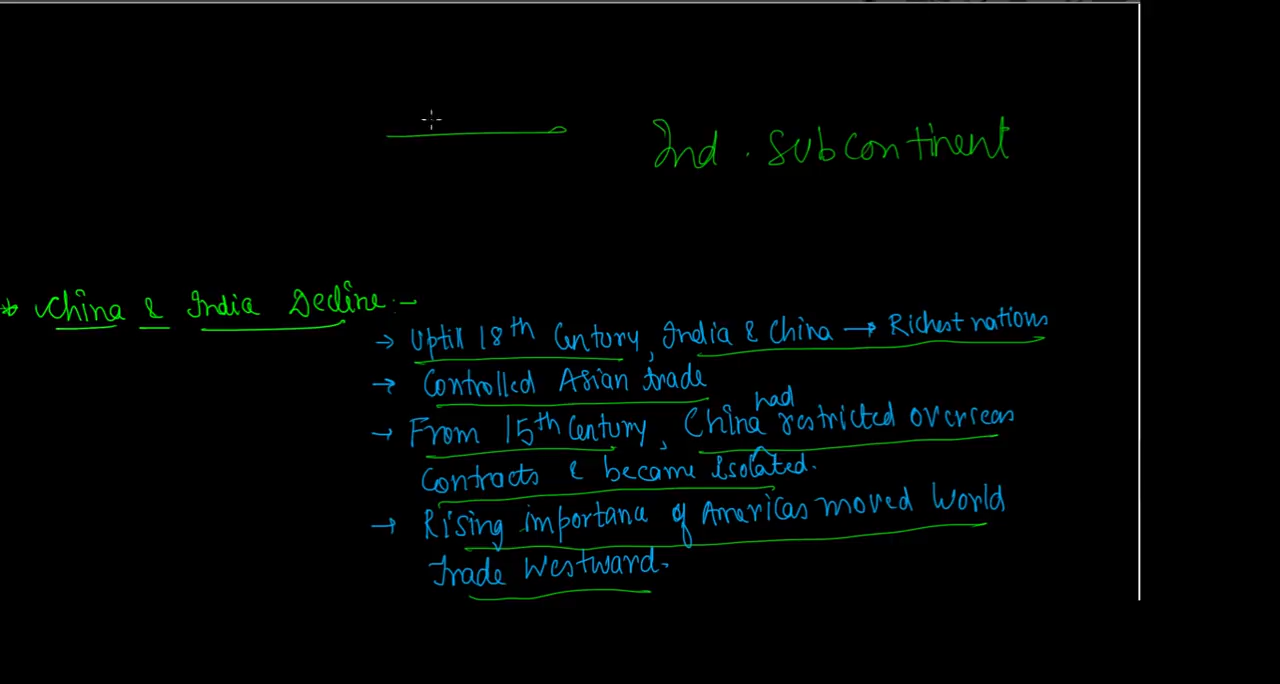 Ind. Subcontinent
* China & India Decline:-
→ Uptill 18th Century, India & China → Richest nations
→ Controlled Asian trade
had
→ From 15th Century, China restricted overseas
contracts & became isolated.
→ Rising importance of Americas moved World
trade Westward.